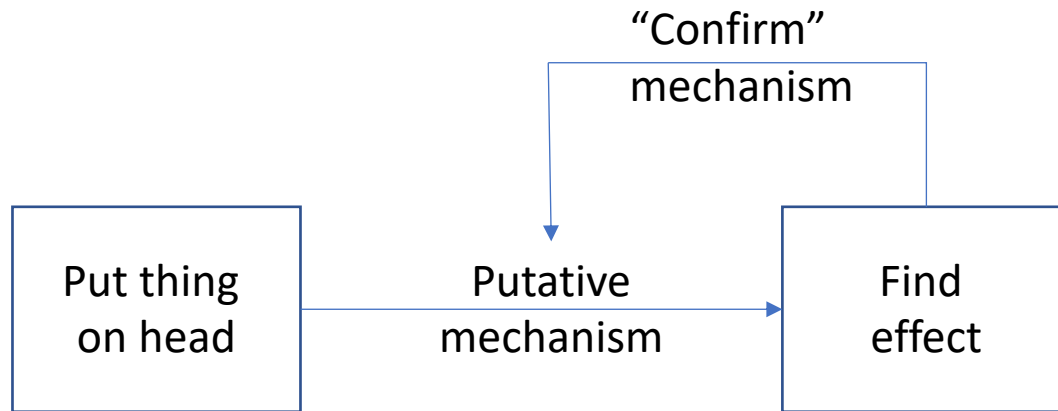 “Confirm”
mechanism
Put thing
on head
Putative
mechanism
Find
effect